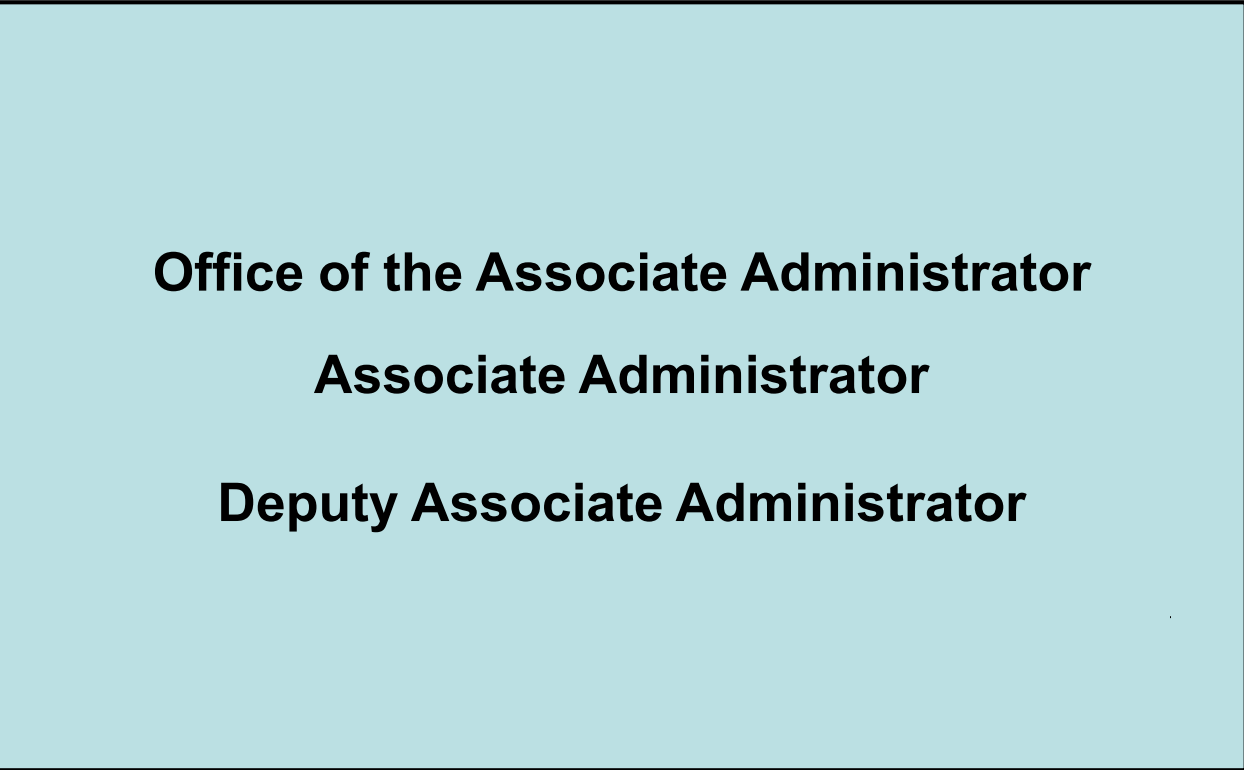 Office of the Associate Administrator
Associate Administrator
Deputy Associate Administrator